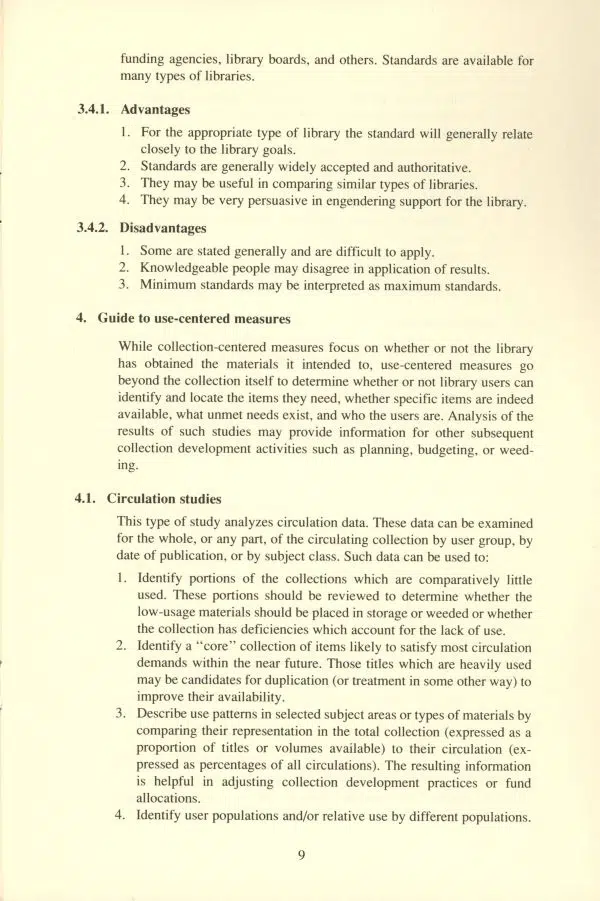 funding agencies, library boards, and others. Standards are available for
many types of libraries.
3.4.1. Advantages
1. For the appropriate type of library the standard will generally relate
closely to the library goals.
2. Standards are generally widely accepted and authoritative.
3. They may be useful in comparing similar types of libraries.
4. They may be very persuasive in engendering support for the library.
3.4.2. Disadvantages
1. Some are stated generally and are difficult to apply.
2. Knowledgeable people may disagree in application of results.
3. Minimum standards may be interpreted as maximum standards.
4. Guide to use-centered measures
While collection-centered measures focus on whether or not the library
has obtained the materials it intended to, use-centered measures go
beyond the collection itself to determine whether or not library users can
identify and locate the items they need, whether specific items are indeed
available, what unmet needs exist, and who the users are. Analysis of the
results of such studies may provide information for other subsequent
collection development activities such as planning, budgeting, or weed-
ing.
4.1. Circulation studies
This type of study analyzes circulation data. These data can be examined
for the whole, or any part, of the circulating collection by user group, by
date of publication, or by subject class. Such data can be used to:
1. Identify portions of the collections which are comparatively little
used. These portions should be reviewed to determine whether the
low-usage materials should be placed in storage or weeded or whether
the collection has deficiencies which account for the lack of use.
2. Identify a ‘‘core’’ collection of items likely to satisfy most circulation
demands within the near future. Those titles which are heavily used
may be candidates for duplication (or treatment in some other way) to
improve their availability.
3. Describe use patterns in selected subject areas or types of materials by
comparing their representation in the total collection (expressed as a
proportion of titles or volumes available) to their circulation (ex-
pressed as percentages of all circulations). The resulting information
is helpful in adjusting collection development practices or fund
allocations.
4. Identify user populations and/or relative use by different populations.
9